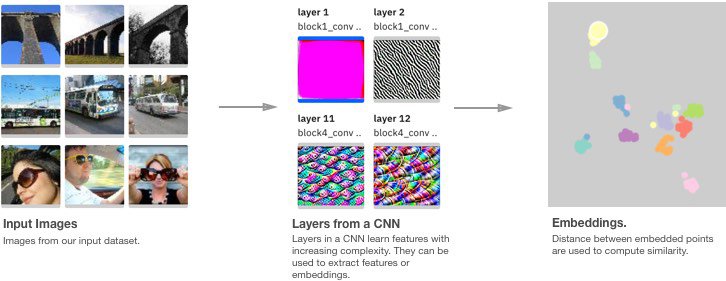 layer 1
block1_conv ..
layer 2
block1_conv ..
layer 11
block4_conv ..
layer 12
block4_conv ..
Input Images
Images from our input dataset.
Layers from a CNN
Layers in a CNN learn features with
increasing complexity. They can be
used to extract features or
embeddings.
Embeddings.
Distance between embedded points
are used to compute similarity.